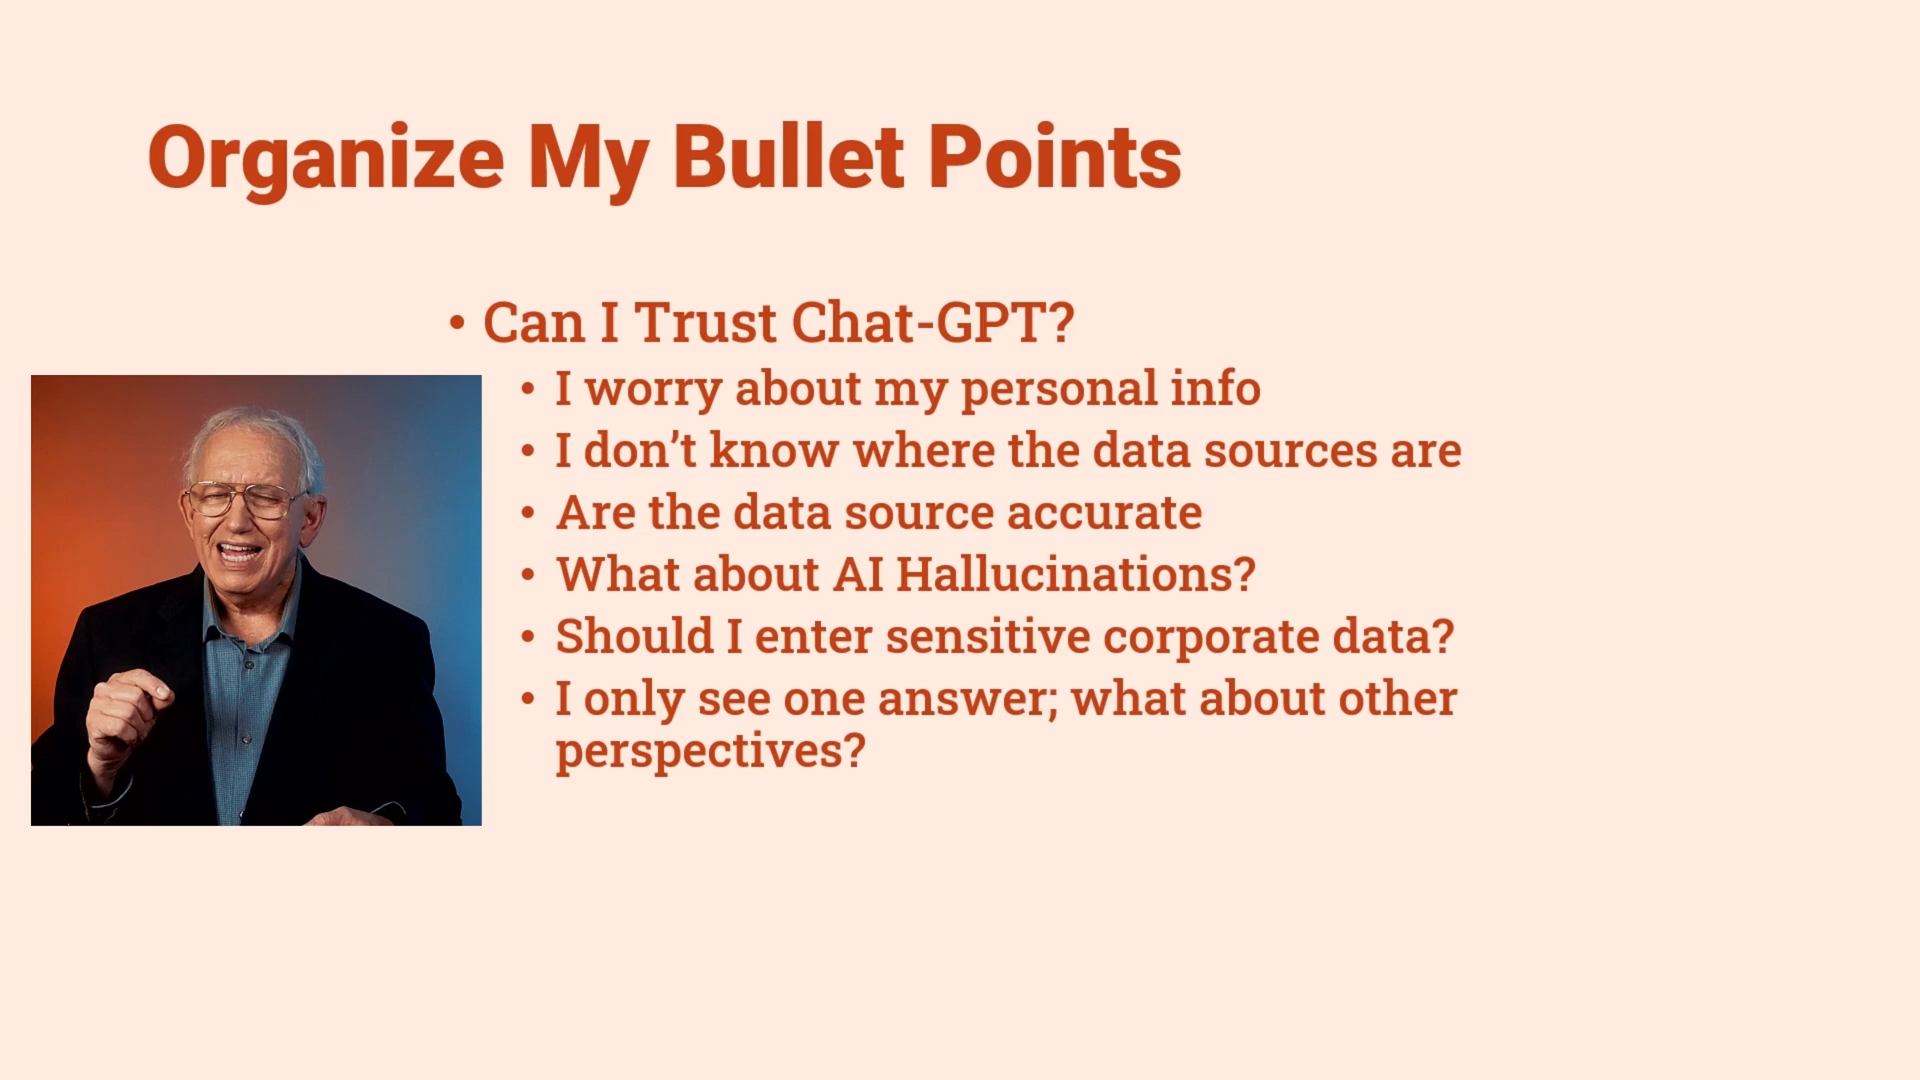 Organize My Bullet Points
• Can I Trust Chat-GPT?
• I worry about my personal info
• I don’t know where the data sources are
• Are the data source accurate
• What about AI Hallucinations?
• Should I enter sensitive corporate data?
• I only see one answer; what about other
perspectives?